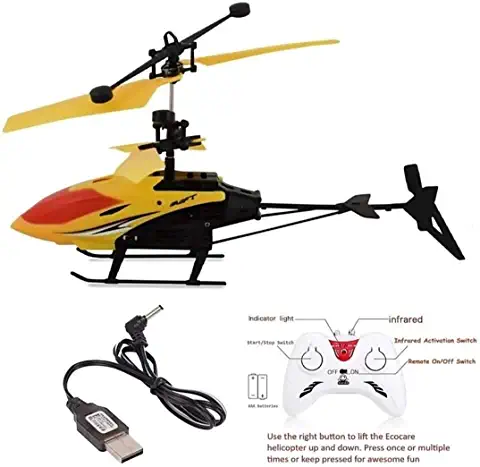 Indicator light
infrared
Start/Stop Switch
Infrared Activation Switch
Remote On/Off Switch
OFF ON
AAA batteries
Use the right button to lift the Ecocare
helicopter up and down. Press once or multiple
times or keep pressed for awesome fun